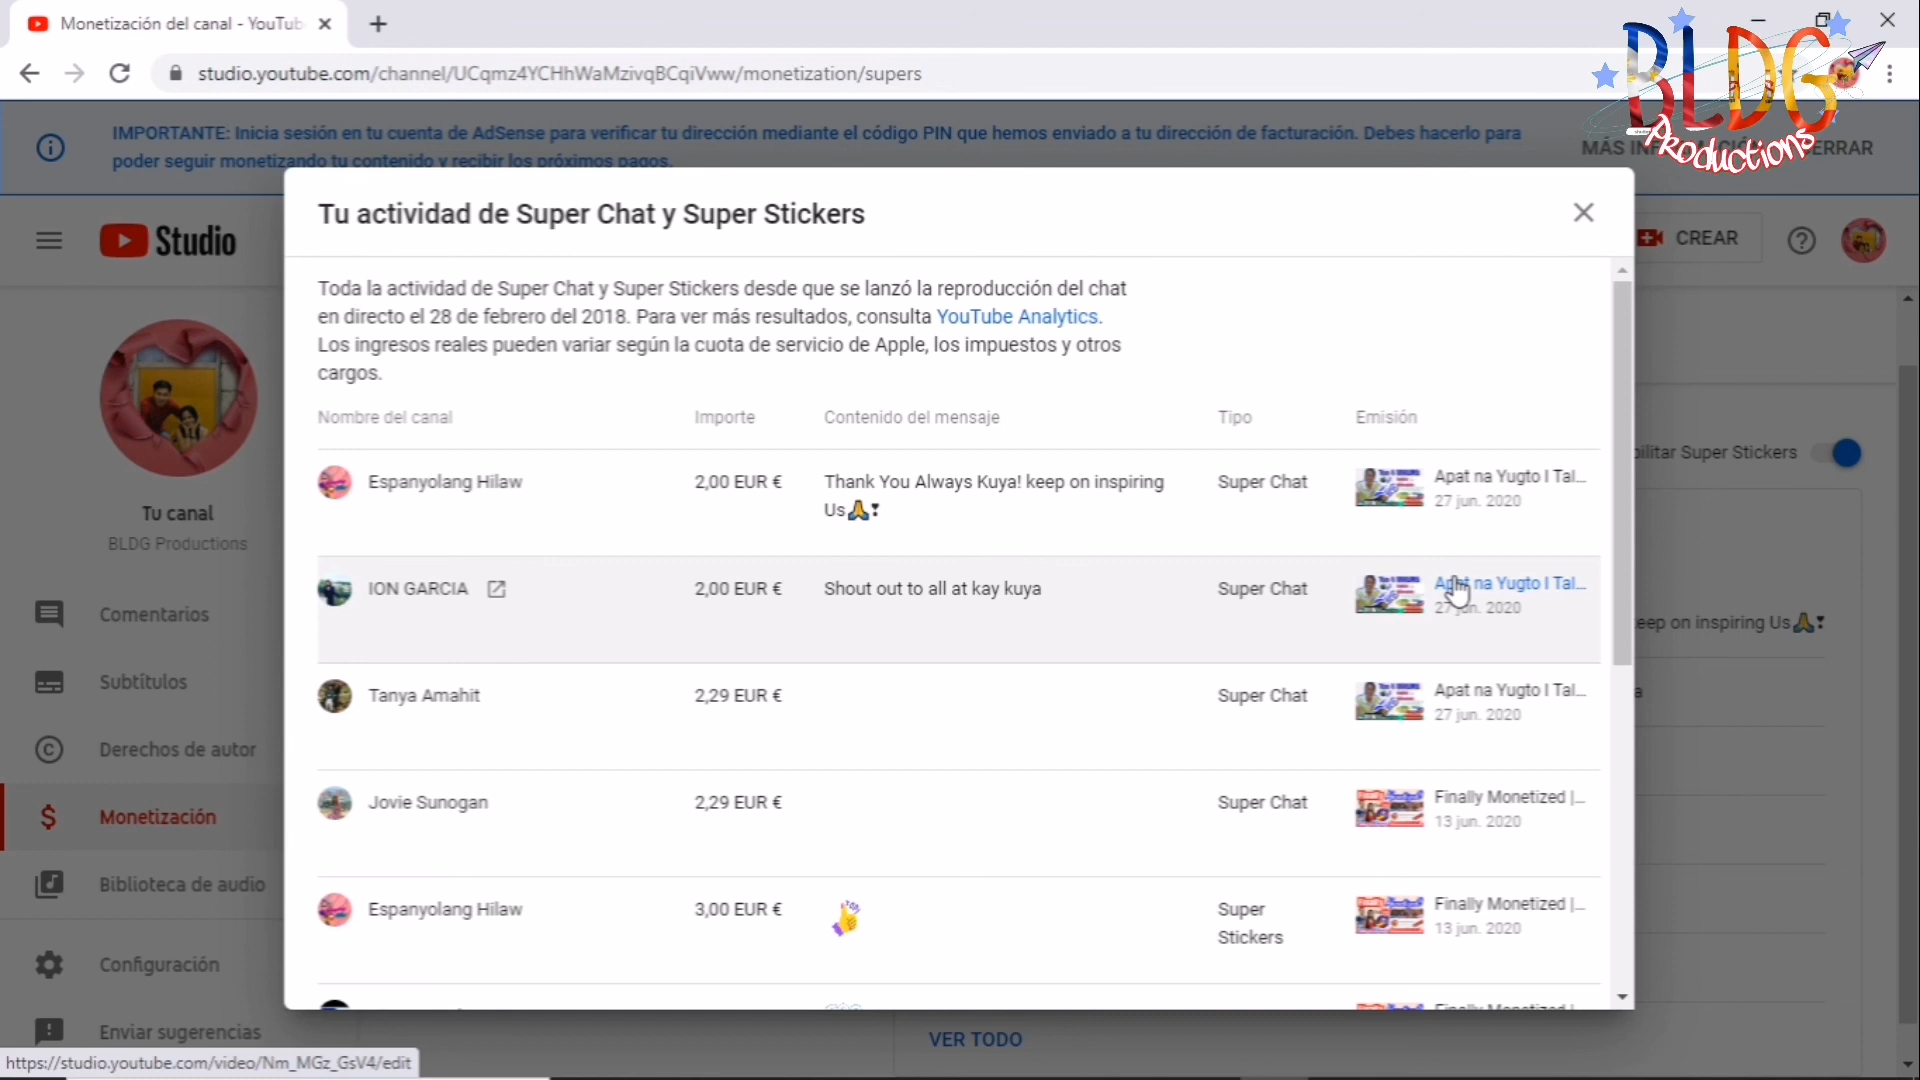 Monetización del canal - YouTub
studio.youtube.com/channel/UCqmz4YCHhWaMzivqBCqiVww/monetization/supers
BLDG
Productions
IMPORTANTE: Inicia sesión en tu cuenta de AdSense para verificar tu dirección mediante el código PIN que hemos enviado a tu dirección de facturación. Debes hacerlo para
poder seguir monetizando tu contenido y recibir los próximos pagos.
MÁS INFORMACIÓN
CERRAR
Studio
CREAR
Tu actividad de Super Chat y Super Stickers
Toda la actividad de Super Chat y Super Stickers desde que se lanzó la reproducción del chat
en directo el 28 de febrero del 2018. Para ver más resultados, consulta YouTube Analytics.
Los ingresos reales pueden variar según la cuota de servicio de Apple, los impuestos y otros
cargos.
Nombre del canal Importe Contenido del mensaje Tipo Emisión
Espanyolang Hilaw 2,00 EUR € Thank You Always Kuya! keep on inspiring Super Chat Apat na Yugto I Tal...
Us🙏❣ 27 jun. 2020
ION GARCIA 2,00 EUR € Shout out to all at kay kuya Super Chat Apat na Yugto I Tal...
27 jun. 2020
Tanya Amahit 2,29 EUR € Super Chat Apat na Yugto I Tal...
27 jun. 2020
Jovie Sunogan 2,29 EUR € Super Chat Finally Monetized |...
13 jun. 2020
Espanyolang Hilaw 3,00 EUR € Super Finally Monetized |...
Stickers 13 jun. 2020
Tu canal
BLDG Productions
Comentarios
Subtítulos
Derechos de autor
Monetización
Biblioteca de audio
Configuración
Enviar sugerencias
bilitar Super Stickers
eep on inspiring Us🙏❣
a
VER TODO
https://studio.youtube.com/video/Nm_MGz_GsV4/edit